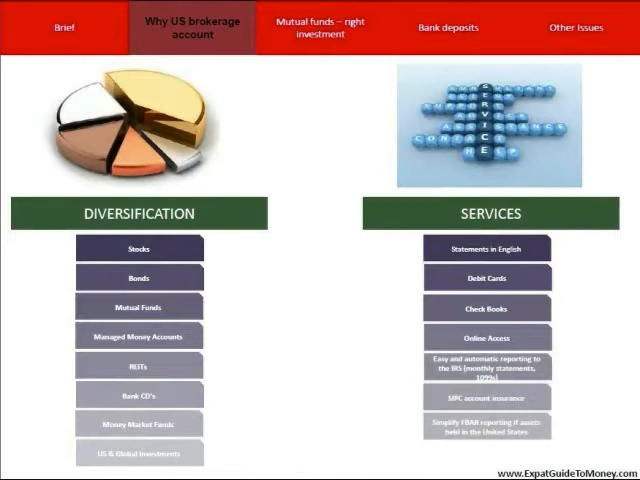 Brief
Why US brokerage
account
Mutual funds – right
investment
Bank deposits
Other Issues
SERVICE
DIVERSIFICATION
Stocks
Bonds
Mutual Funds
Managed Money Accounts
REITs
Bank CD's
Money Market Funds
US & Global Investments
SERVICES
Statements in English
Debit Cards
Check Books
Online Access
Easy and automatic reporting to
the IRS (monthly statements,
1099s)
SIPC account insurance
Simplify FBAR reporting if assets
held in the United States
www.ExpatGuideToMoney.com